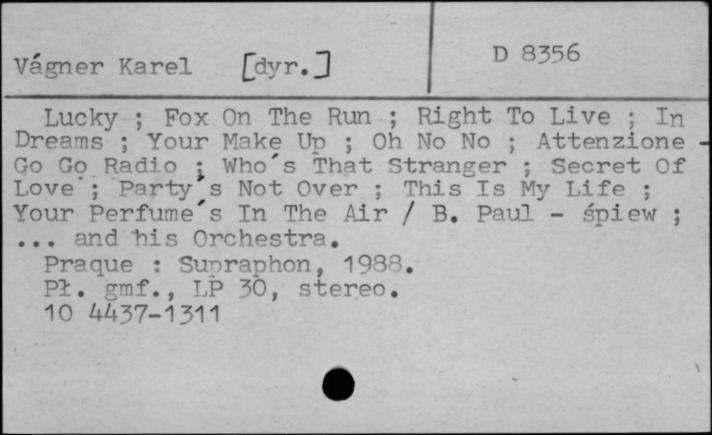 Vágner Karel [dyr.] D 8356
Lucky ; Fox On The Run ; Right To Live ; In
Dreams ; Your Make Up ; Oh No No ; Attenzione -
Go Go Radio ; Who´s That Stranger ; Secret Of
Love ; Party´s Not Over ; This Is My Life ;
Your Perfume´s In The Air / B. Paul - śpiew ;
... and his Orchestra.
Praque : Supraphon, 1988.
Pł. gmf., LP 30, stereo.
10 4437-1311